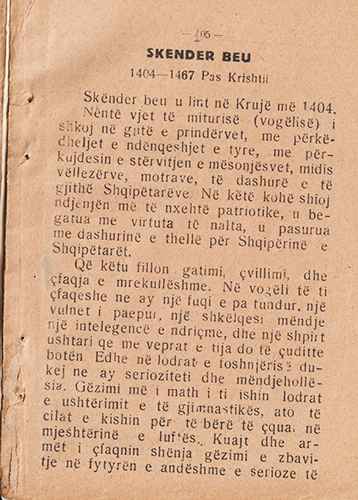 — 105 —
SKENDER BEU
1404—1467 Pas Krishtit
Skënder beu u lint në Krujë më 1404.
Nëntë vjet të miturisë (vogëlisë) i
shkoj në gjitë e prindërvet, me përkë-
dheljet e ndënqeshjet e tyre, me për-
kujdesin e stërvitjen e mësonjësvet, midis
vëllezërve, motrave, të dashurë e të
gjithë Shqipëtarëve. Në këtë kohë shioj
ndjenjën më të nxehtë patriotike, u be-
gatua me virtuta të nalta, u pasurua
me dashurinë e thellë për Shqipërinë e
Shqipëtarët.
Që këtu fillon gatimi, çvillimi, dhe
çfaqja e mrekullëshme. Në vogëli të ti
çfaqeshe ne ay një fuqi e pa tundur, një
vulnet i paepur, një shkëlqesi mëndje
një intelegencë e ndriçme, dhe një shpirt
ushtari qe me veprat e tija do të çuditte
botën. Edhe në lodrat e foshnjëris du-
kej ne ay serioziteti dhe mëndjehollë-
sia. Gëzimi më i math i ti ishin lodrat
e ushtërimit e të gjimnastikës, ato të
cilat e kishin për të bërë të çquar në
mjeshtërinë e luftës. Kuajt dhe ar-
mët i çfaqnin shënja gëzimi e zbavi-
tje në fytyrën e andëshme e serioze të